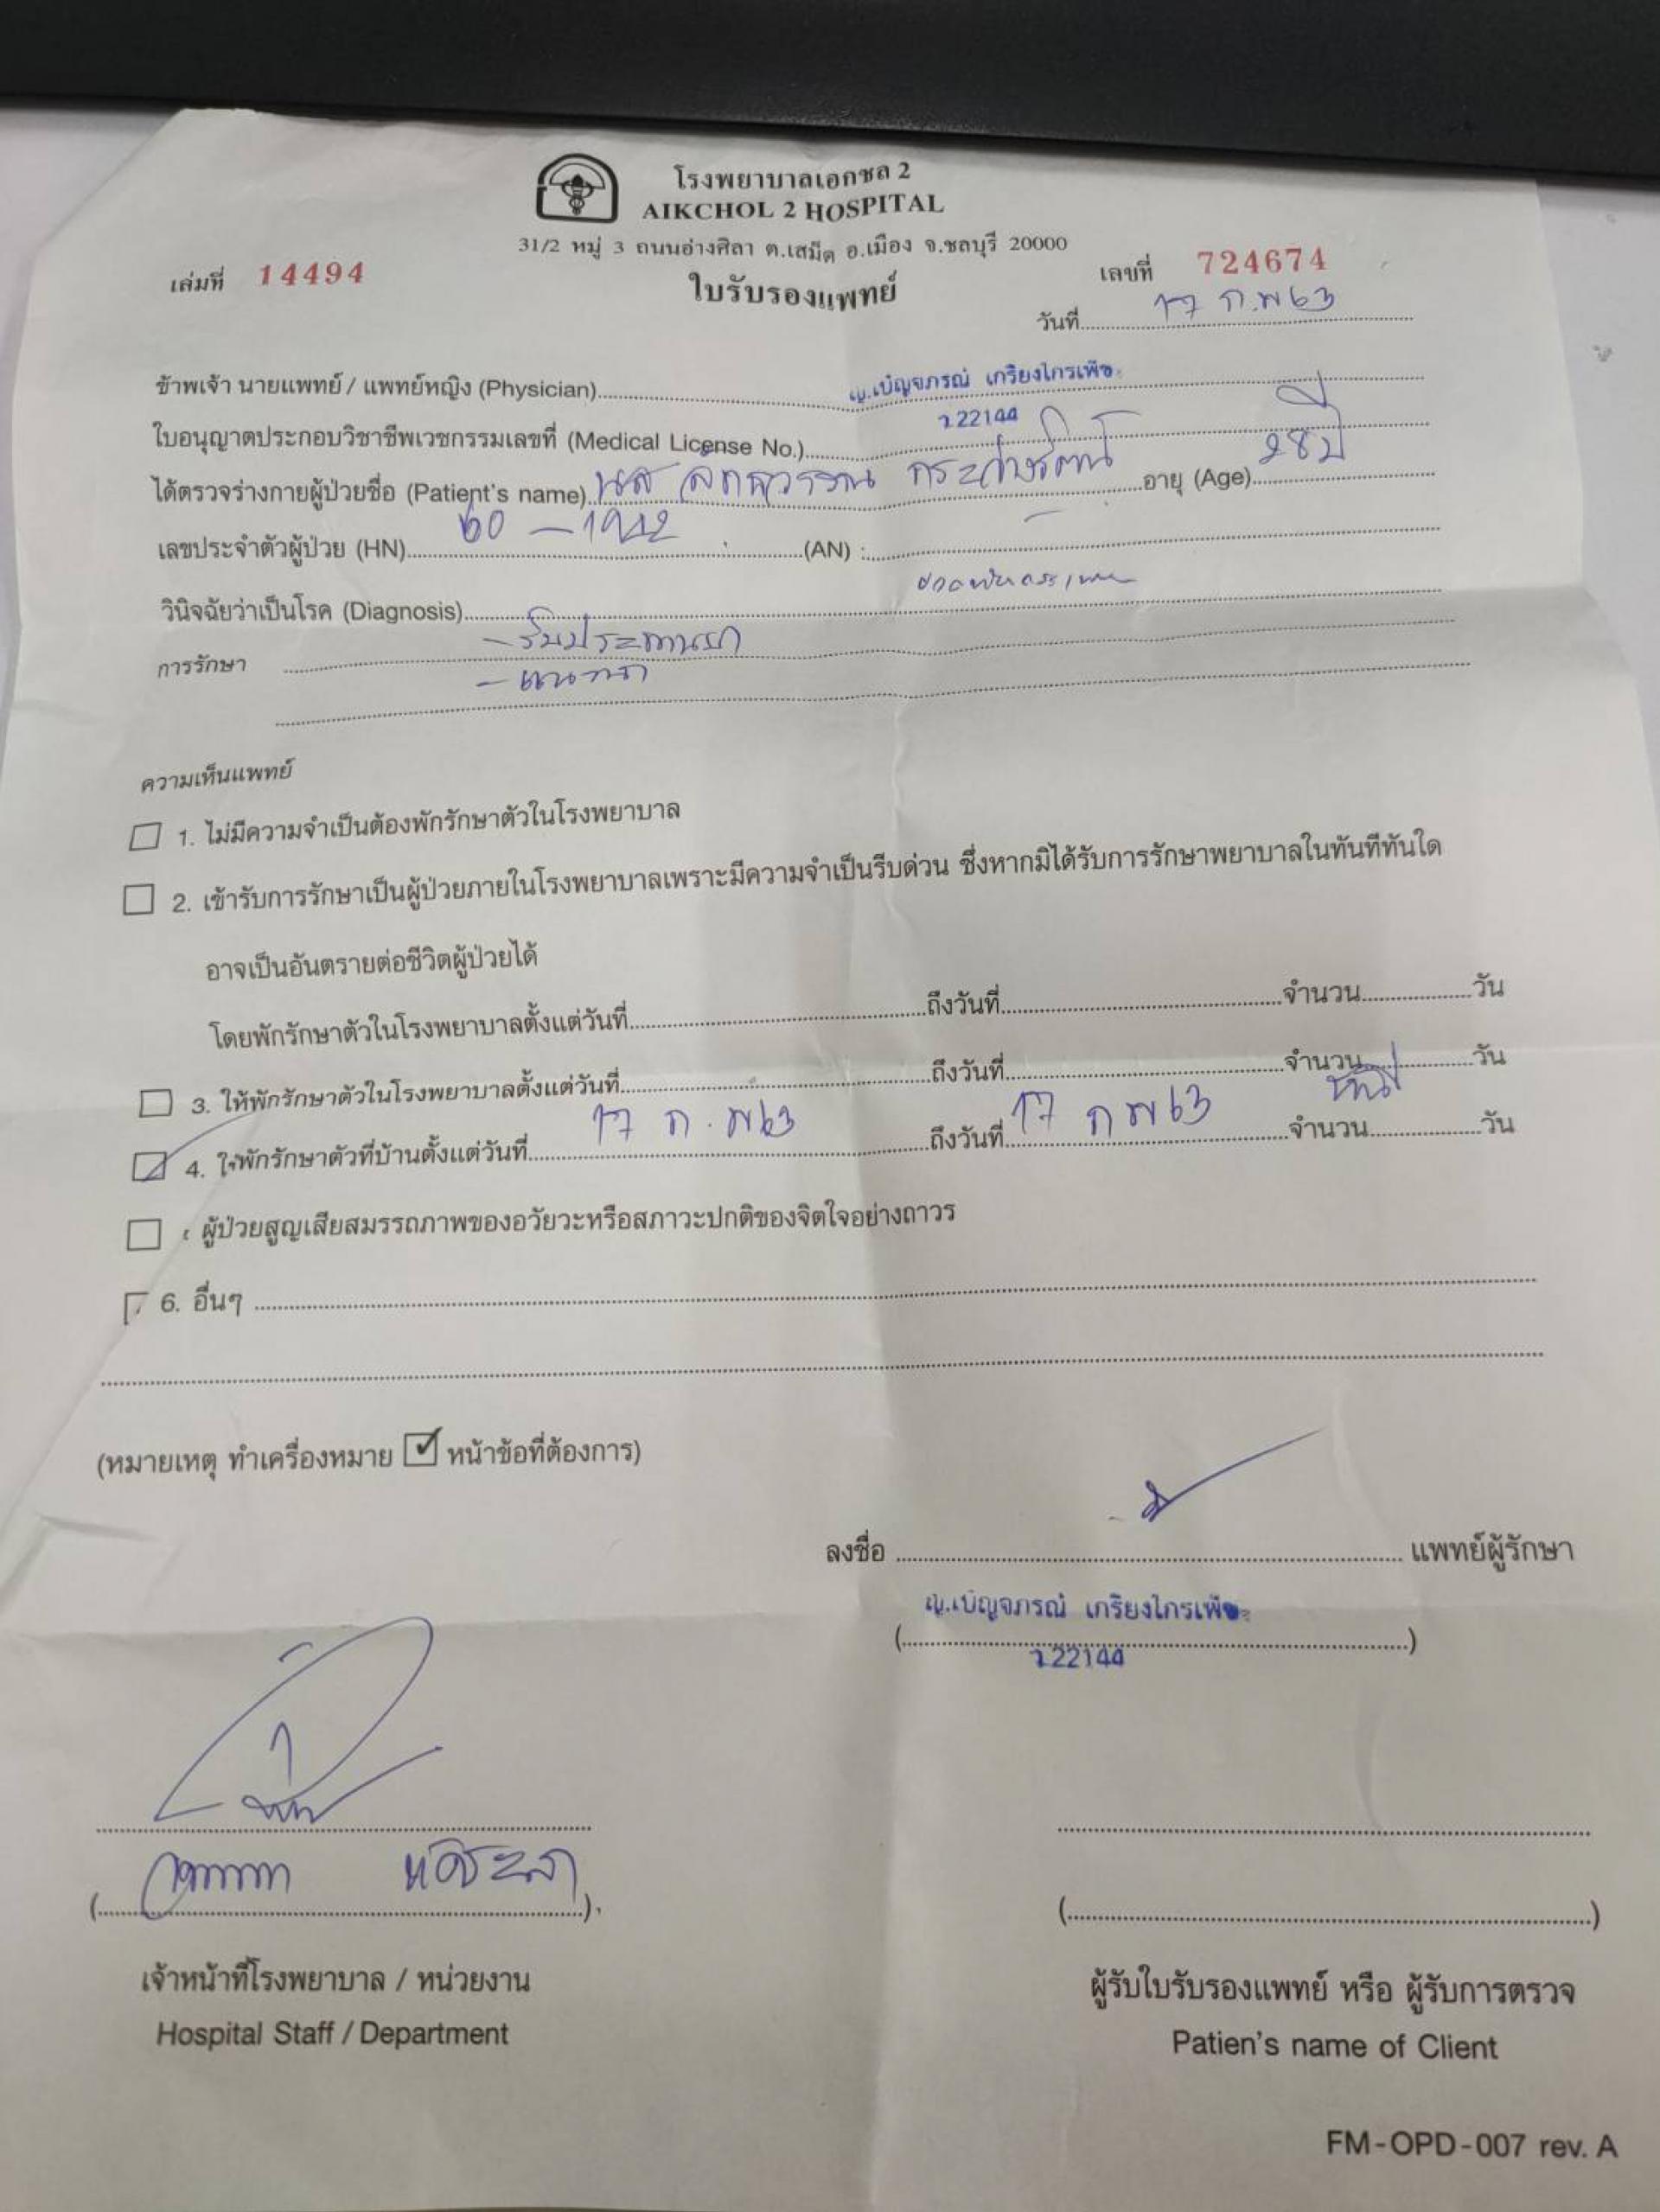 โรงพยาบาลเอกชล 2
AIKCHOL 2 HOSPITAL
31/2 หมู่ 3 ถนนอ่างศิลา ต.เสม็ด อ.เมือง จ.ชลบุรี 20000
เล่มที่ 14494 เลขที่ 724674
ใบรับรองแพทย์
วันที่ 17 ก.พ 63
ข้าพเจ้า นายแพทย์ / แพทย์หญิง (Physician) ญ.เบ็ญจภรณ์ เกรียงไกรเพ็ชร
ใบอนุญาตประกอบวิชาชีพเวชกรรมเลขที่ (Medical License No.) ว.22144
ได้ตรวจร่างกายผู้ป่วยชื่อ (Patient's name) นส อายุ (Age) 28 ปี
เลขประจำตัวผู้ป่วย (HN) 60 - 1942 (AN) : -
วินิจฉัยว่าเป็นโรค (Diagnosis)
การรักษา - รับประทานยา
- แนะนำ
ความเห็นแพทย์
1. ไม่มีความจำเป็นต้องพักรักษาตัวในโรงพยาบาล
2. เข้ารับการรักษาเป็นผู้ป่วยภายในโรงพยาบาลเพราะมีความจำเป็นรีบด่วน ซึ่งหากมิได้รับการรักษาพยาบาลในทันทีทันใด
อาจเป็นอันตรายต่อชีวิตผู้ป่วยได้
โดยพักรักษาตัวในโรงพยาบาลตั้งแต่วันที่ ถึงวันที่ จำนวน วัน
3. ให้พักรักษาตัวในโรงพยาบาลตั้งแต่วันที่ ถึงวันที่ จำนวน วัน
4. ให้พักรักษาตัวที่บ้านตั้งแต่วันที่ 17 ก.พ 63 ถึงวันที่ 17 ก พ 63 จำนวน วัน
ผู้ป่วยสูญเสียสมรรถภาพของอวัยวะหรือสภาวะปกติของจิตใจอย่างถาวร
6. อื่นๆ
(หมายเหตุ ทำเครื่องหมาย ☑ หน้าข้อที่ต้องการ)
ลงชื่อ แพทย์ผู้รักษา
ญ.เบ็ญจภรณ์ เกรียงไกรเพ็ชร
ว.22144
เจ้าหน้าที่โรงพยาบาล / หน่วยงาน
Hospital Staff / Department
ผู้รับใบรับรองแพทย์ หรือ ผู้รับการตรวจ
Patien's name of Client
FM-OPD-007 rev. A